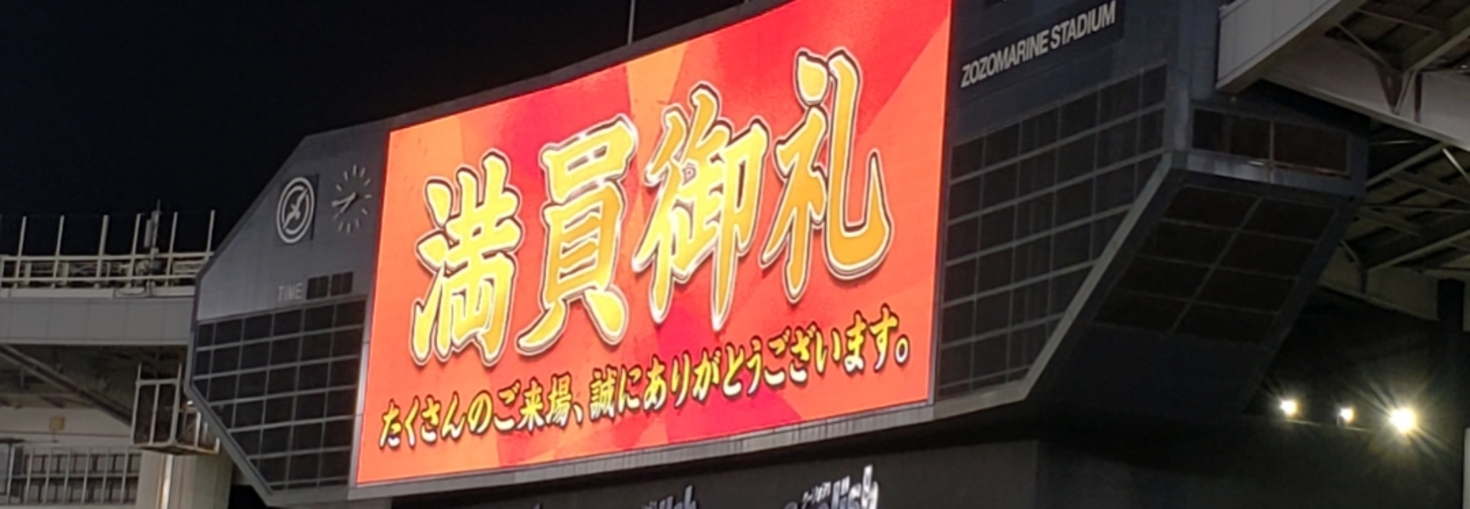 ZOZOMARINE STADIUM
満員御礼
たくさんのご来場、誠にありがとうございます。
TIME